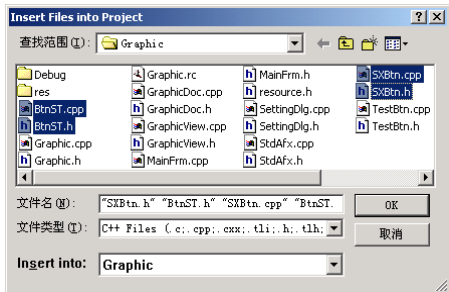 Insert Files into Project
查找范围(I): Graphic
Debug Graphic.rc MainFrm.h SXBtn.cpp
res GraphicDoc.cpp resource.h SXBtn.h
BtnST.cpp GraphicDoc.h SettingDlg.cpp TestBtn.cpp
BtnST.h GraphicView.cpp SettingDlg.h TestBtn.h
Graphic.cpp GraphicView.h StdAfx.cpp
Graphic.h MainFrm.cpp StdAfx.h
文件名(N): "SXBtn.h" "BtnST.h" "SXBtn.cpp" "BtnST. OK
文件类型(T): C++ Files (.c;.cpp;.cxx;.tli;.h;.tlh; 取消
Insert into: Graphic